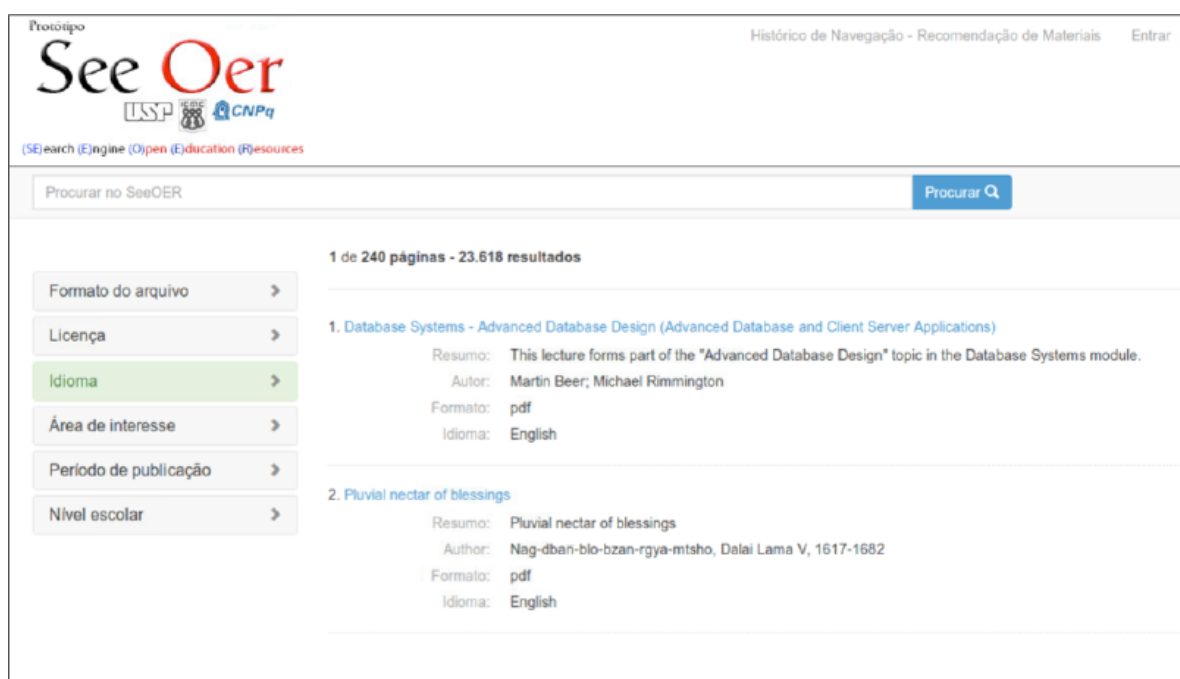 Protótipo
See Oer
Histórico de Navegação - Recomendação de Materiais Entrar
USP ICMC CNPq
(SE)earch (E)ngine (O)pen (E)ducation (R)esources
Procurar no SeeOER Procurar
1 de 240 páginas - 23.618 resultados
Formato do arquivo
Licença
Idioma
Área de interesse
Período de publicação
Nível escolar
1. Database Systems - Advanced Database Design (Advanced Database and Client Server Applications)
Resumo: This lecture forms part of the "Advanced Database Design" topic in the Database Systems module.
Autor: Martin Beer; Michael Rimmington
Formato: pdf
Idioma: English
2. Pluvial nectar of blessings
Resumo: Pluvial nectar of blessings
Author: Nag-dban-blo-bzan-rgya-mtsho, Dalai Lama V, 1617-1682
Formato: pdf
Idioma: English